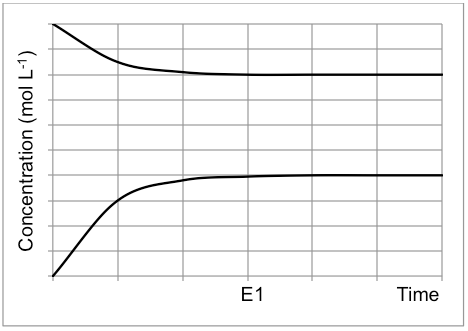 Concentration (mol L⁻¹)
E1
Time